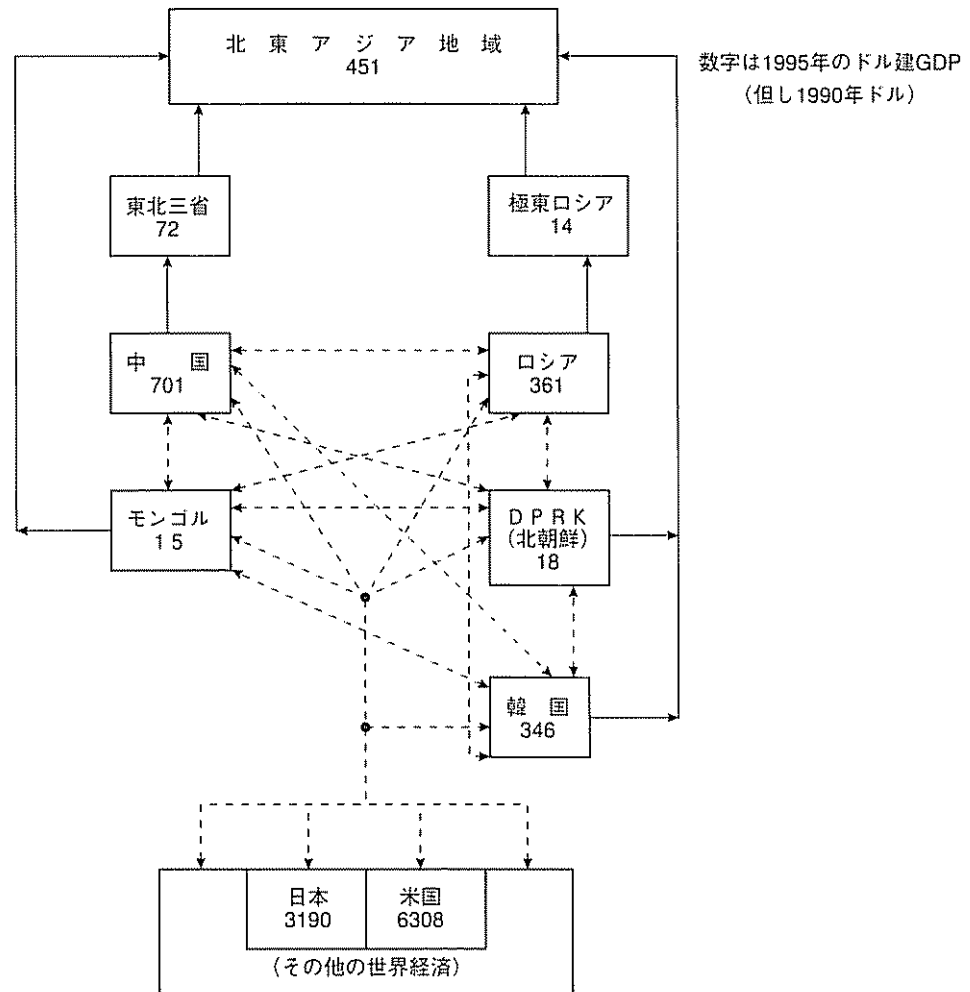 北東アジア地域
451
数字は1995年のドル建GDP
（但し1990年ドル）
東北三省
72
極東ロシア
14
中国
701
ロシア
361
モンゴル
15
DPRK
(北朝鮮)
18
韓国
346
日本
3190
米国
6308
（その他の世界経済）